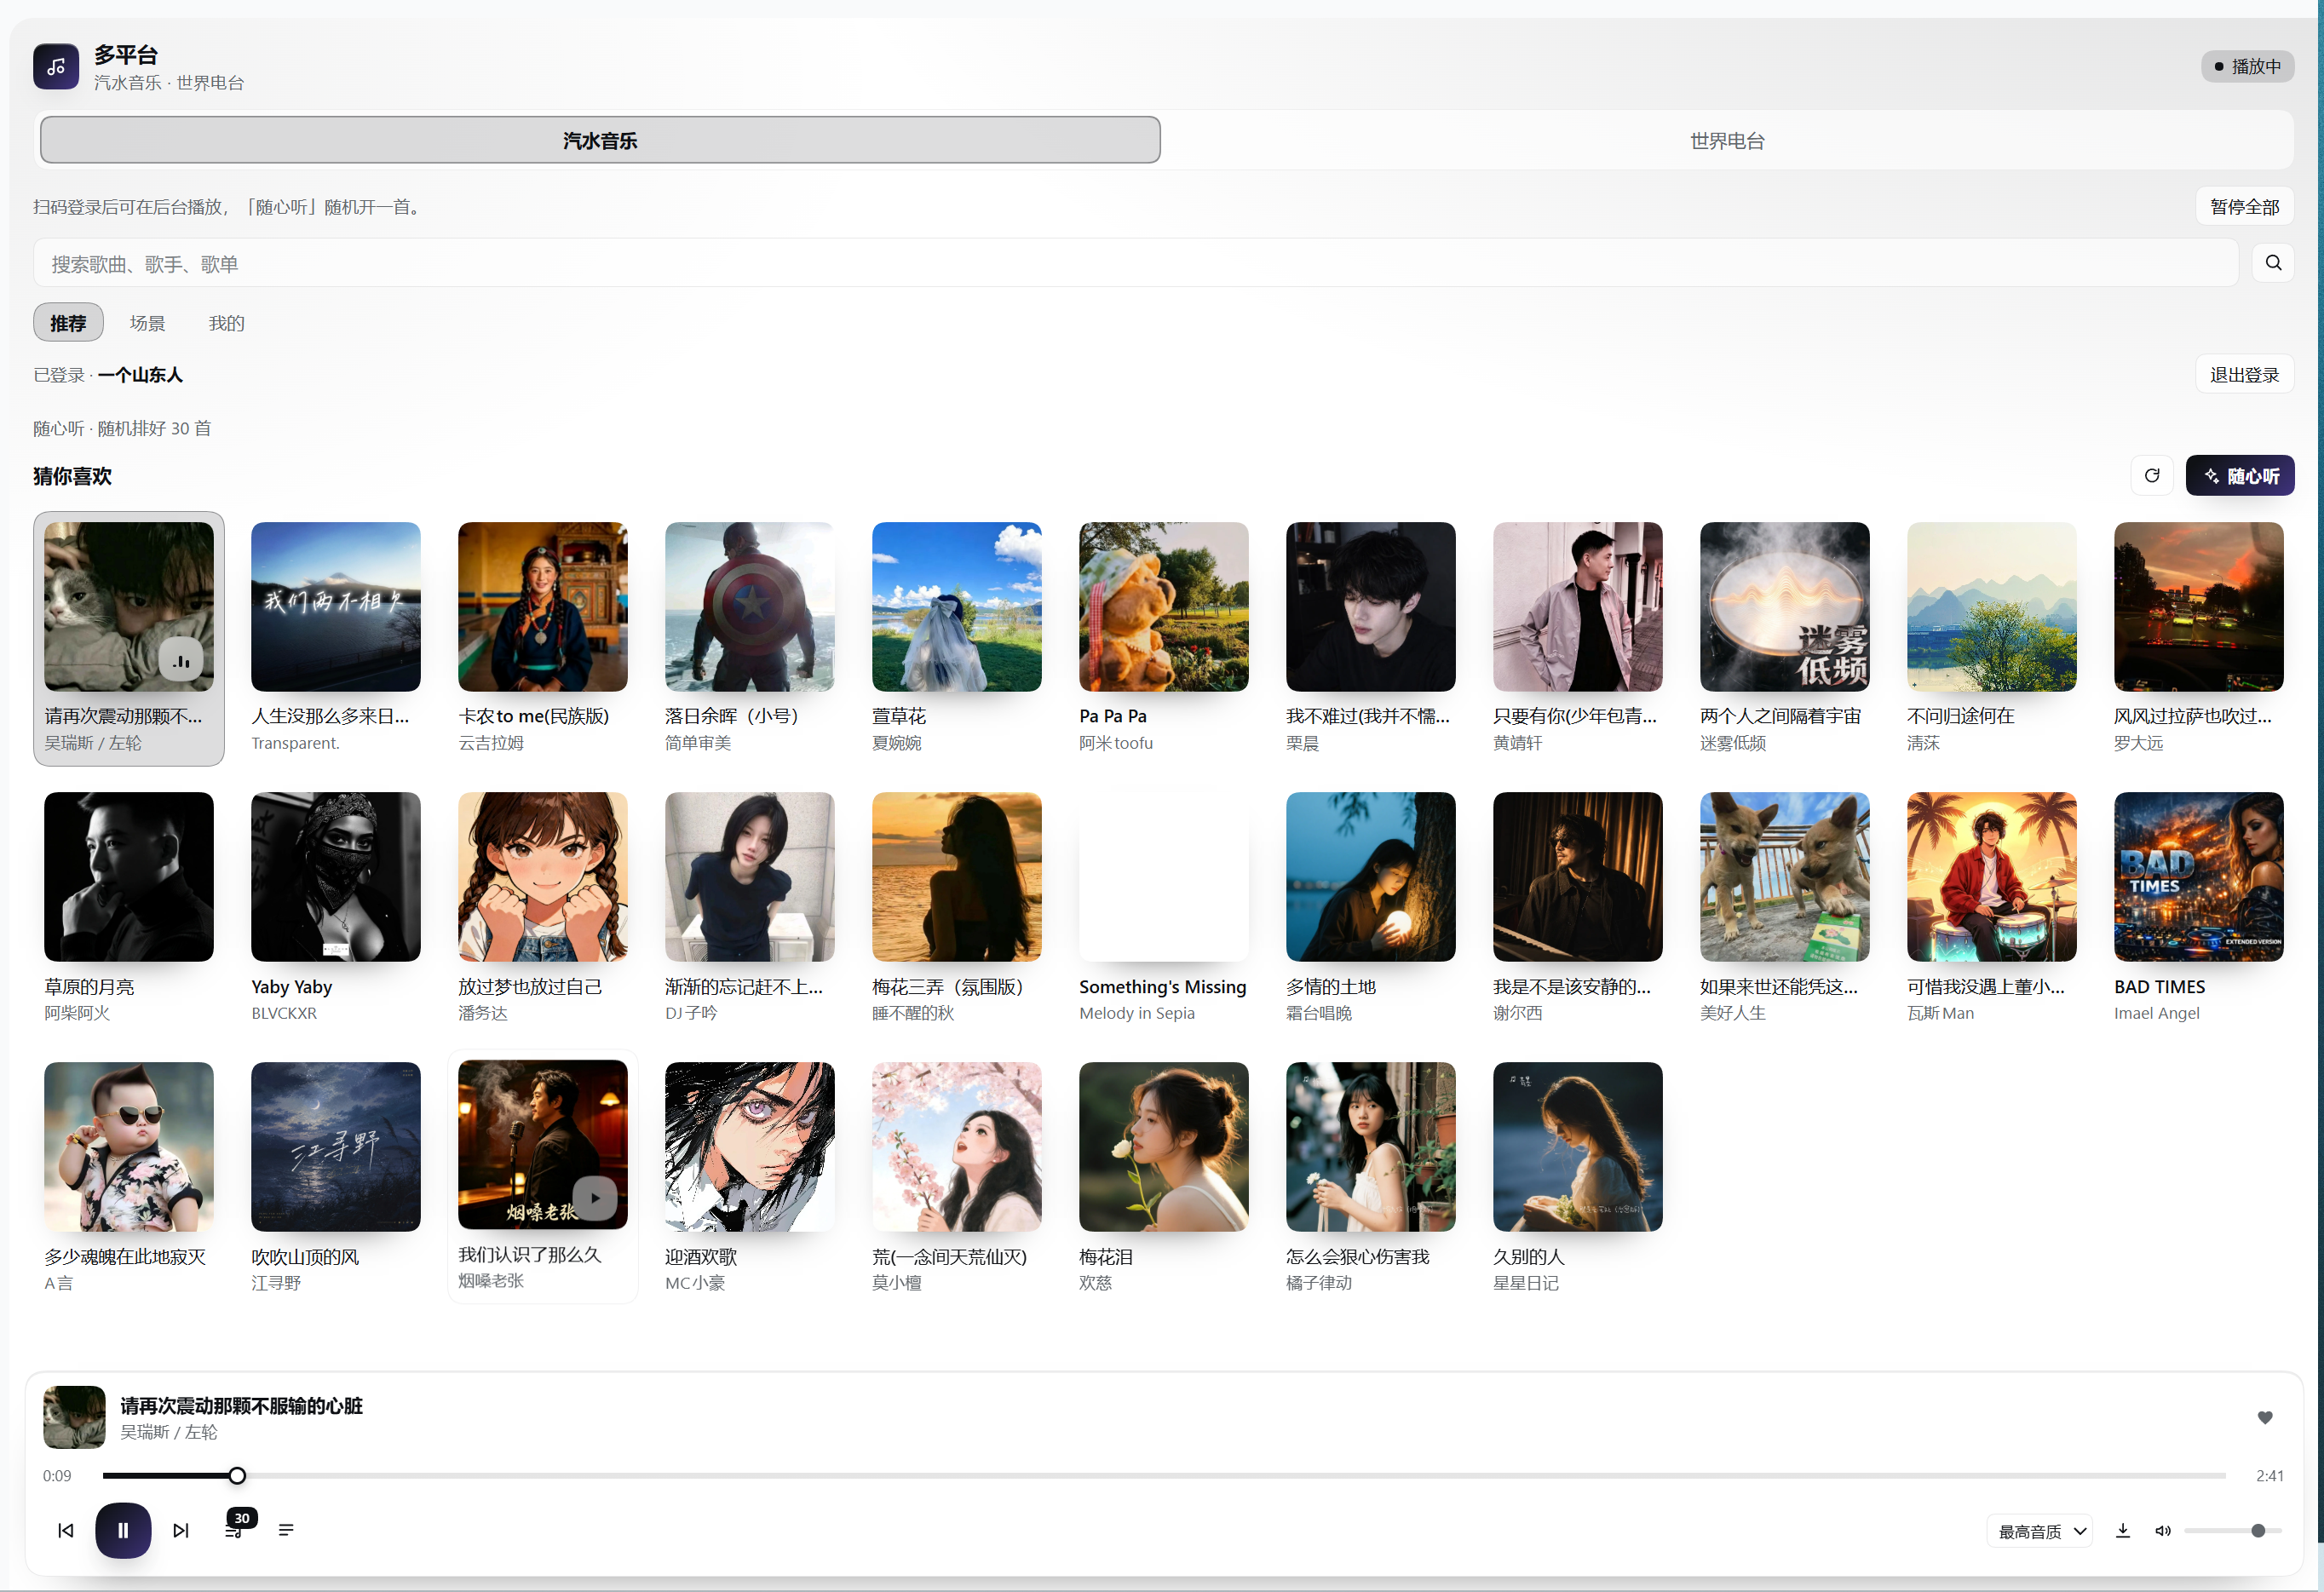 多平台
汽水音乐 · 世界电台
播放中
汽水音乐
世界电台
扫码登录后可在后台播放，「随心听」随机开一首。
暂停全部
搜索歌曲、歌手、歌单
推荐
场景
我的
已登录 · 一个山东人
退出登录
随心听 · 随机排好 30 首
猜你喜欢
随心听
我们两不相欠
迷雾
低频
请再次震动那颗不...
吴瑞斯 / 左轮
人生没那么多来日...
Transparent.
卡农to me(民族版)
云吉拉姆
落日余晖（小号）
简单审美
萱草花
夏婉婉
Pa Pa Pa
阿米toofu
我不难过(我并不懦...
栗晨
只要有你(少年包青...
黄靖轩
两个人之间隔着宇宙
迷雾低频
不问归途何在
清莯
风风过拉萨也吹过...
罗大远
BAD
TIMES
EXTENDED VERSION
草原的月亮
阿柴阿火
Yaby Yaby
BLVCKXR
放过梦也放过自己
潘务达
渐渐的忘记赶不上...
DJ子吟
梅花三弄（氛围版）
睡不醒的秋
Something's Missing
Melody in Sepia
多情的土地
霜台唱晚
我是不是该安静的...
谢尔西
如果来世还能凭这...
美好人生
可惜我没遇上董小...
瓦斯Man
BAD TIMES
Imael Angel
江寻野
烟嗓老张
多少魂魄在此地寂灭
A言
吹吹山顶的风
江寻野
我们认识了那么久
烟嗓老张
迎酒欢歌
MC小豪
荒(一念间天荒仙灭)
莫小檀
梅花泪
欢慈
怎么会狠心伤害我
橘子律动
久别的人
星星日记
请再次震动那颗不服输的心脏
吴瑞斯 / 左轮
0:09
2:41
30
最高音质